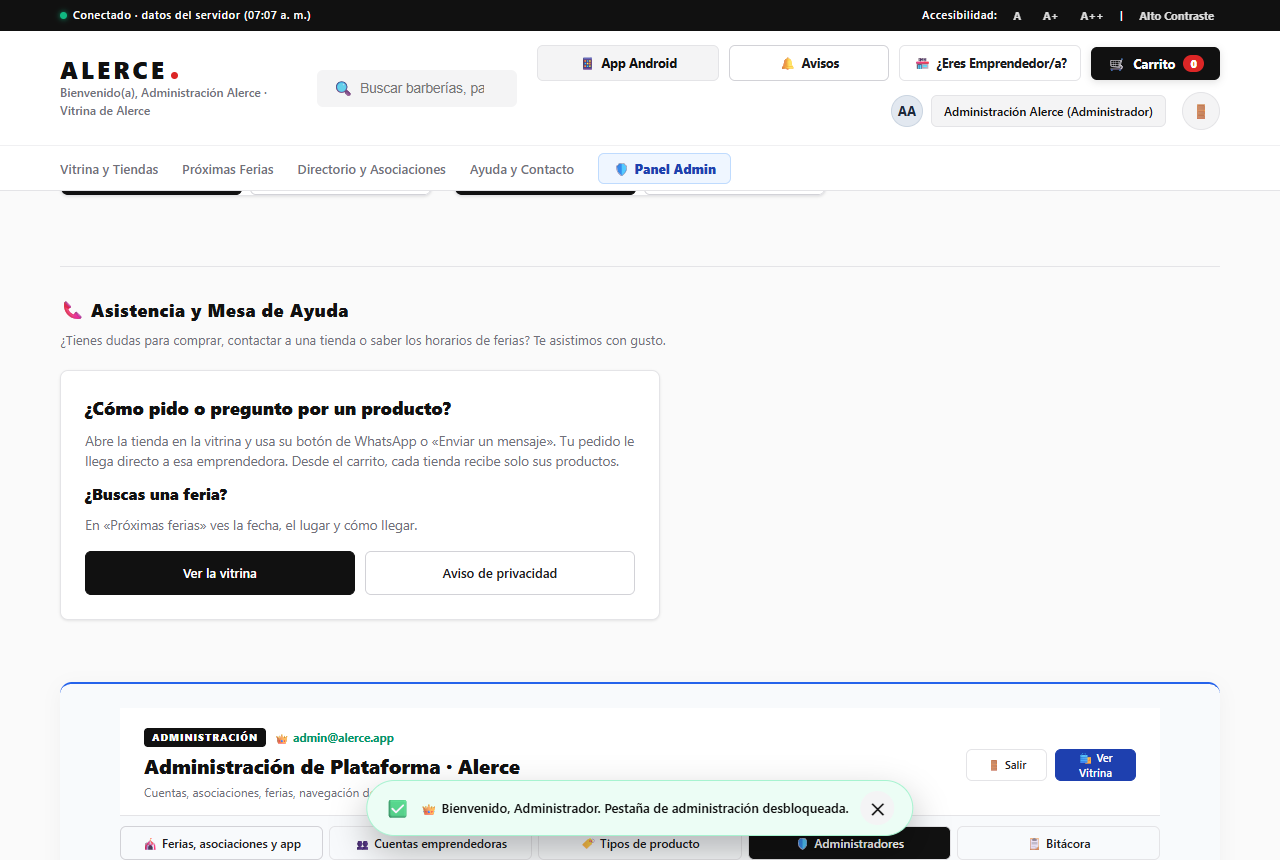 Conectado · datos del servidor (07:07 a. m.)
Accesibilidad: A A+ A++ | Alto Contraste
ALERCE.
Bienvenido(a), Administración Alerce ·
Vitrina de Alerce
Buscar barberías, pa
App Android
Avisos
¿Eres Emprendedor/a?
Carrito 0
AA
Administración Alerce (Administrador)
Vitrina y Tiendas
Próximas Ferias
Directorio y Asociaciones
Ayuda y Contacto
Panel Admin
Asistencia y Mesa de Ayuda
¿Tienes dudas para comprar, contactar a una tienda o saber los horarios de ferias? Te asistimos con gusto.
¿Cómo pido o pregunto por un producto?
Abre la tienda en la vitrina y usa su botón de WhatsApp o «Enviar un mensaje». Tu pedido le
llega directo a esa emprendedora. Desde el carrito, cada tienda recibe solo sus productos.
¿Buscas una feria?
En «Próximas ferias» ves la fecha, el lugar y cómo llegar.
Ver la vitrina
Aviso de privacidad
ADMINISTRACIÓN
admin@alerce.app
Administración de Plataforma · Alerce
Cuentas, asociaciones, ferias, navegación
Salir
Ver
Vitrina
Bienvenido, Administrador. Pestaña de administración desbloqueada.
Ferias, asociaciones y app
Cuentas emprendedoras
Tipos de producto
Administradores
Bitácora